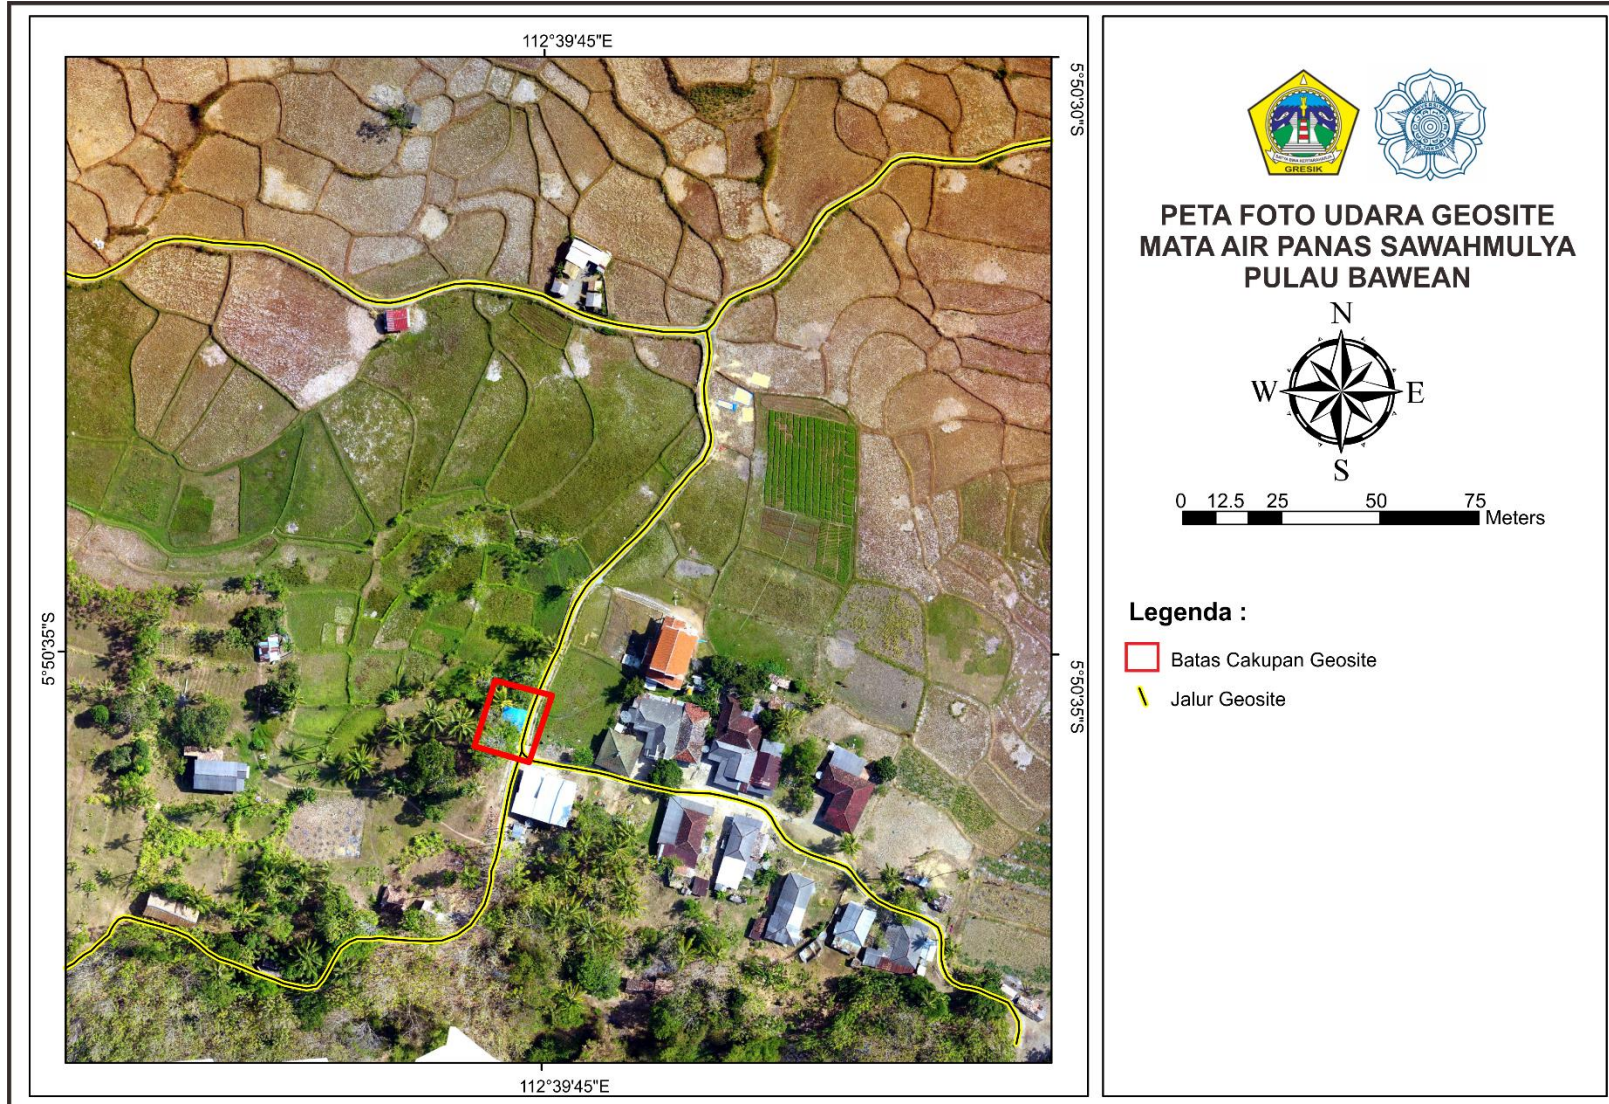 112°39'45"E
5°50'30"S
5°50'35"S
5°50'35"S
112°39'45"E
GRESIK
PETA FOTO UDARA GEOSITE
MATA AIR PANAS SAWAHMULYA
PULAU BAWEAN
N
W E
S
0 12.5 25 50 75
Meters
Legenda :
Batas Cakupan Geosite
Jalur Geosite